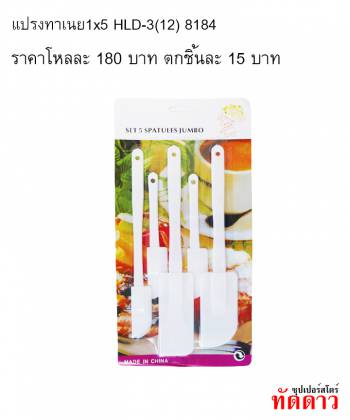 แปรงทาเนย1x5 HLD-3(12) 8184
ราคาโหลละ 180 บาท ตกชิ้นละ 15 บาท
SET 5 SPATULES JUMBO
MADE IN CHINA
ซุปเปอร์สโตร์
ทัดดาว